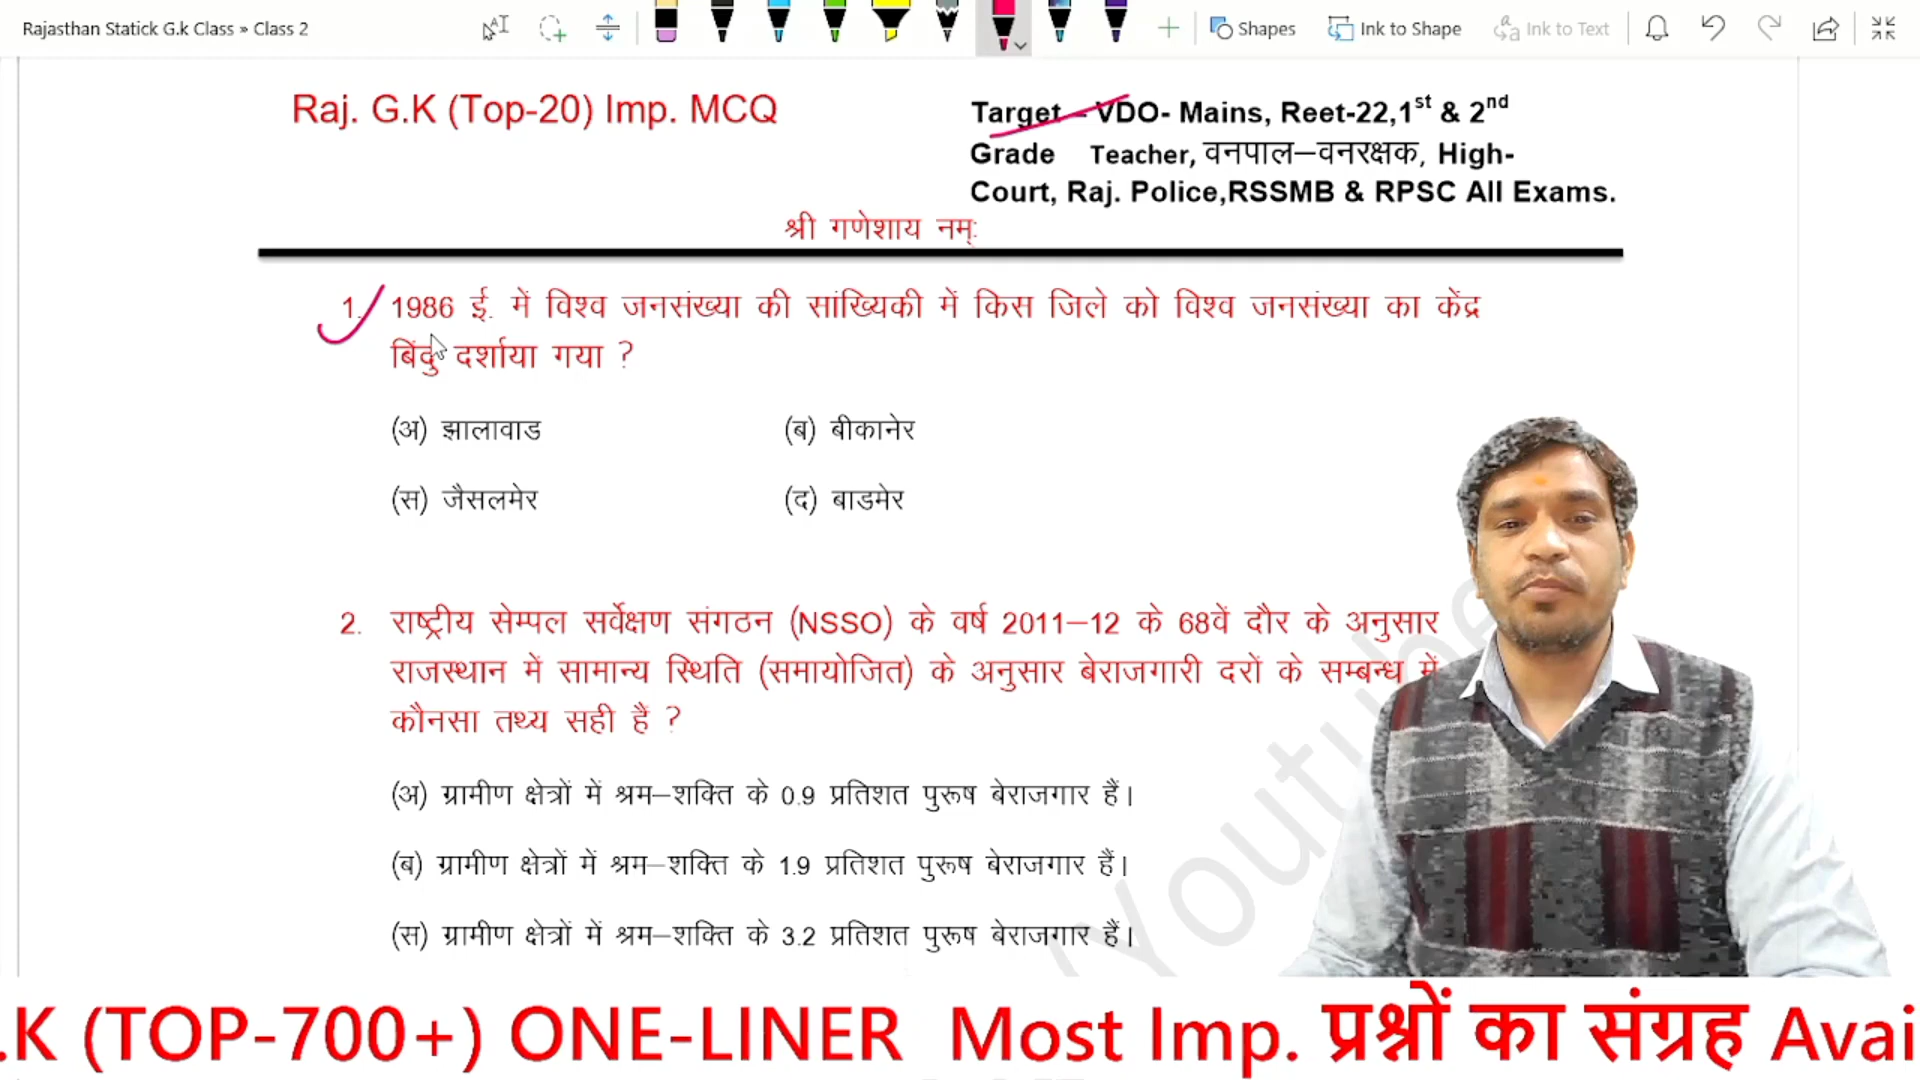 Rajasthan Statick G.k Class » Class 2
Shapes
Ink to Shape
Ink to Text
Raj. G.K (Top-20) Imp. MCQ
Target – VDO- Mains, Reet-22,1st & 2nd
Grade Teacher, वनपाल–वनरक्षक, High-
Court, Raj. Police,RSSMB & RPSC All Exams.
श्री गणेशाय नम्ः
1. 1986 ई. में विश्व जनसंख्या की सांख्यिकी में किस जिले को विश्व जनसंख्या का केंद्र
बिंदु दर्शाया गया ?
(अ) झालावाड
(ब) बीकानेर
(स) जैसलमेर
(द) बाडमेर
2. राष्ट्रीय सेम्पल सर्वेक्षण संगठन (NSSO) के वर्ष 2011–12 के 68वें दौर के अनुसार
राजस्थान में सामान्य स्थिति (समायोजित) के अनुसार बेराजगारी दरों के सम्बन्ध में
कौनसा तथ्य सही हैं ?
(अ) ग्रामीण क्षेत्रों में श्रम–शक्ति के 0.9 प्रतिशत पुरूष बेराजगार हैं।
(ब) ग्रामीण क्षेत्रों में श्रम–शक्ति के 1.9 प्रतिशत पुरूष बेराजगार हैं।
(स) ग्रामीण क्षेत्रों में श्रम–शक्ति के 3.2 प्रतिशत पुरूष बेराजगार हैं।
(Youtube
.K (TOP-700+) ONE-LINER Most Imp. प्रश्नों का संग्रह Avai